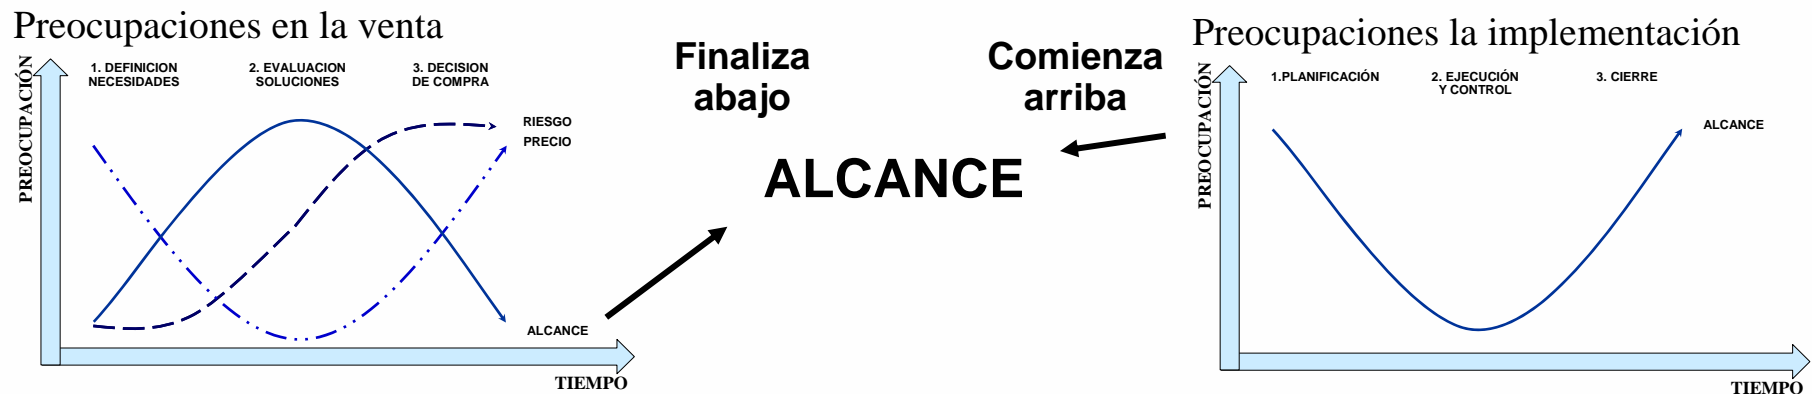 Preocupaciones en la venta
PREOCUPACIÓN
1. DEFINICION
NECESIDADES
2. EVALUACION
SOLUCIONES
3. DECISION
DE COMPRA
RIESGO
PRECIO
ALCANCE
TIEMPO
Finaliza
abajo
Comienza
arriba
ALCANCE
Preocupaciones la implementación
PREOCUPACIÓN
1.PLANIFICACIÓN
2. EJECUCIÓN
Y CONTROL
3. CIERRE
ALCANCE
TIEMPO